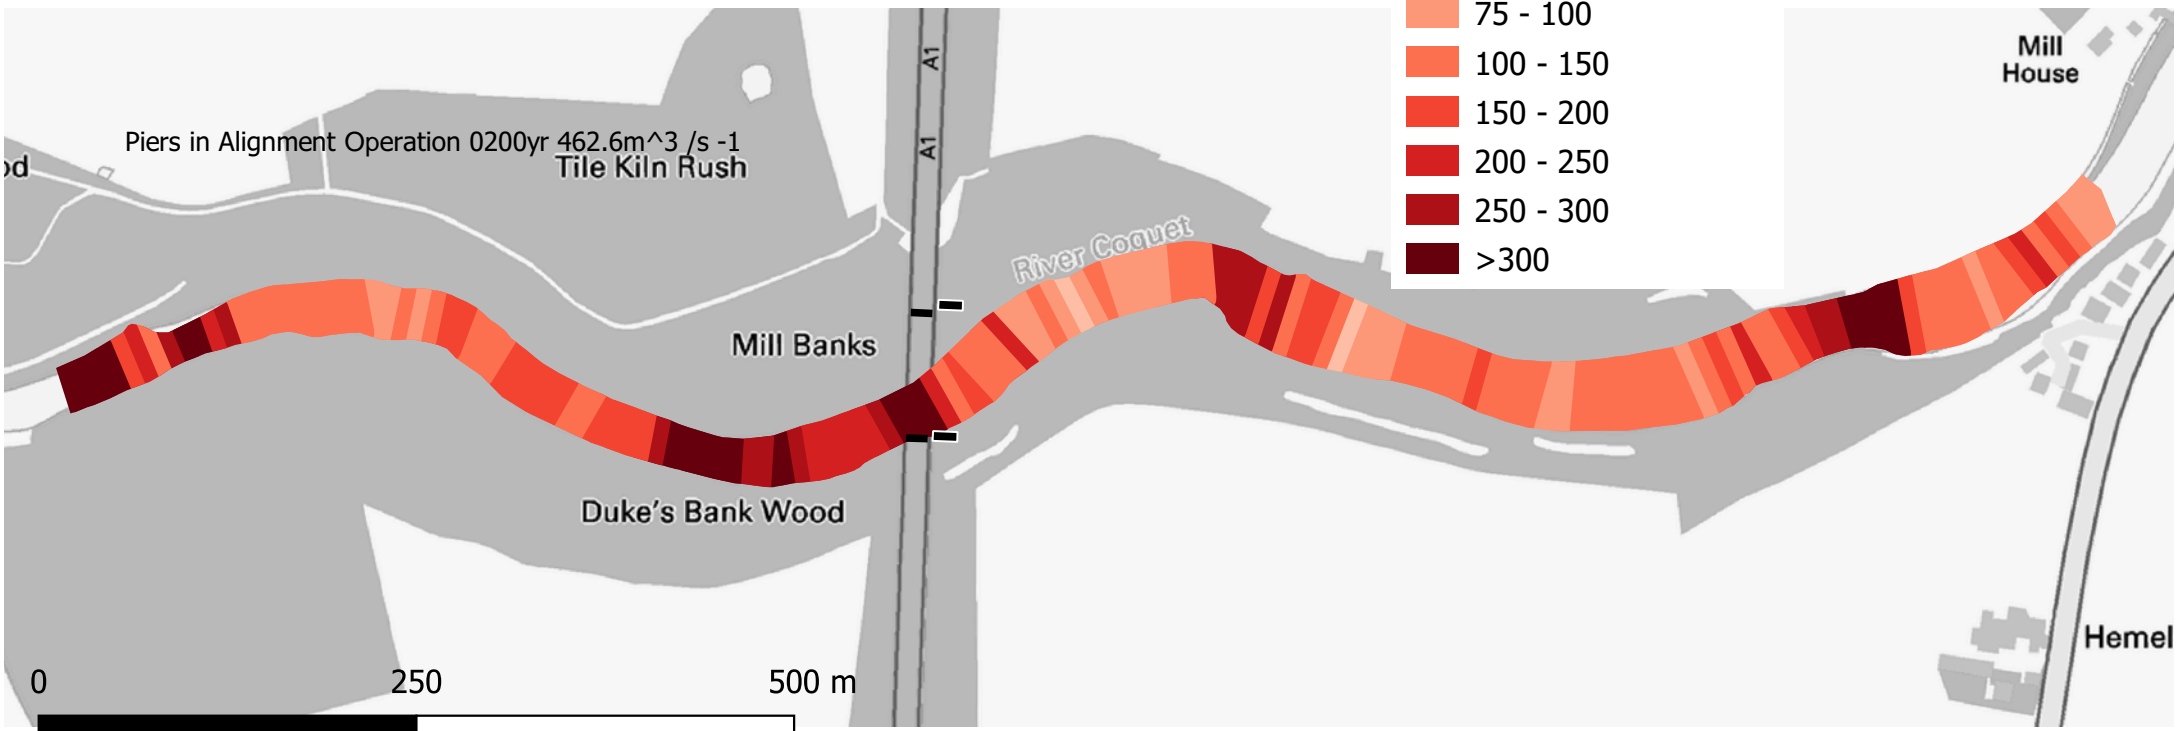 75 - 100
100 - 150
150 - 200
200 - 250
250 - 300
>300
Mill
House
A1
A1
Piers in Alignment Operation 0200yr 462.6m^3 /s -1
Tile Kiln Rush
od
River Coquet
Mill Banks
Duke's Bank Wood
Hemel
0 250 500 m